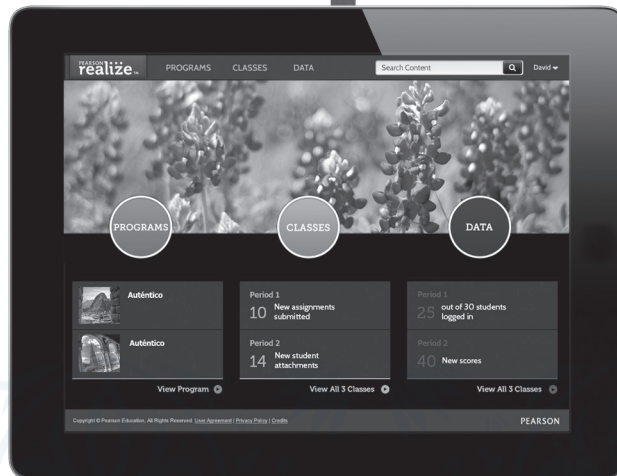 PEARSON
realize™
PROGRAMS
CLASSES
DATA
Search Content
David
PROGRAMS
CLASSES
DATA
Auténtico
Auténtico
View Program
Period 1
10 New assignments
submitted
Period 2
14 New student
attachments
View All 3 Classes
Period 1
25 out of 30 students
logged in
Period 2
40 New scores
View All 3 Classes
Copyright © Pearson Education, All Rights Reserved. User Agreement | Privacy Policy | Credits
PEARSON